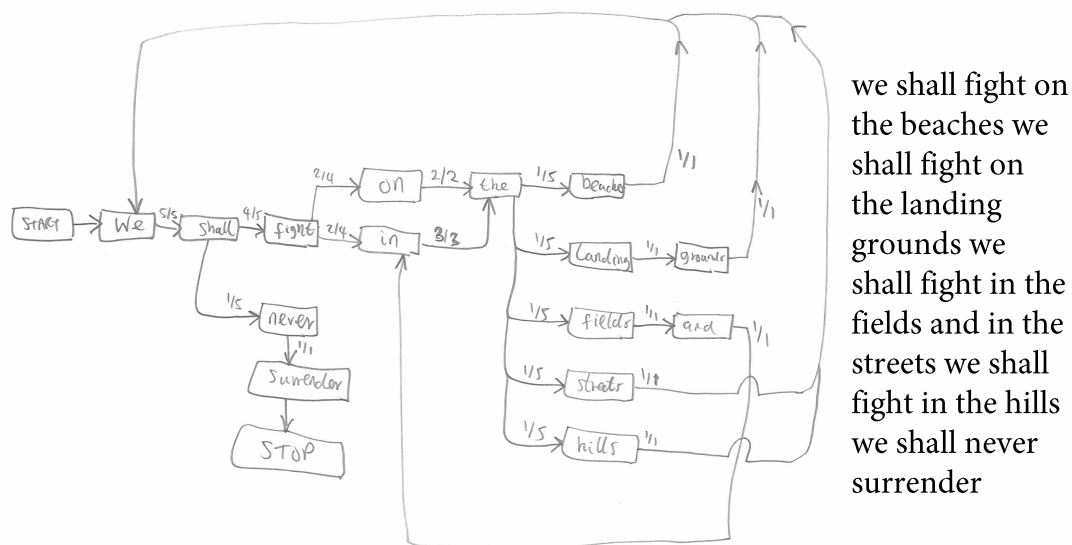 START
We
5/5
shall
4/5
fight
2/4
on
2/2
the
1/5
beache
1/1
2/4
in
3/3
1/5
landing
1/1
grounds
1/1
1/5
fields
1/1
and
1/1
1/5
streets
1/1
1/5
hills
1/1
1/5
never
1/1
Surrender
STOP
we shall fight on
the beaches we
shall fight on
the landing
grounds we
shall fight in the
fields and in the
streets we shall
fight in the hills
we shall never
surrender